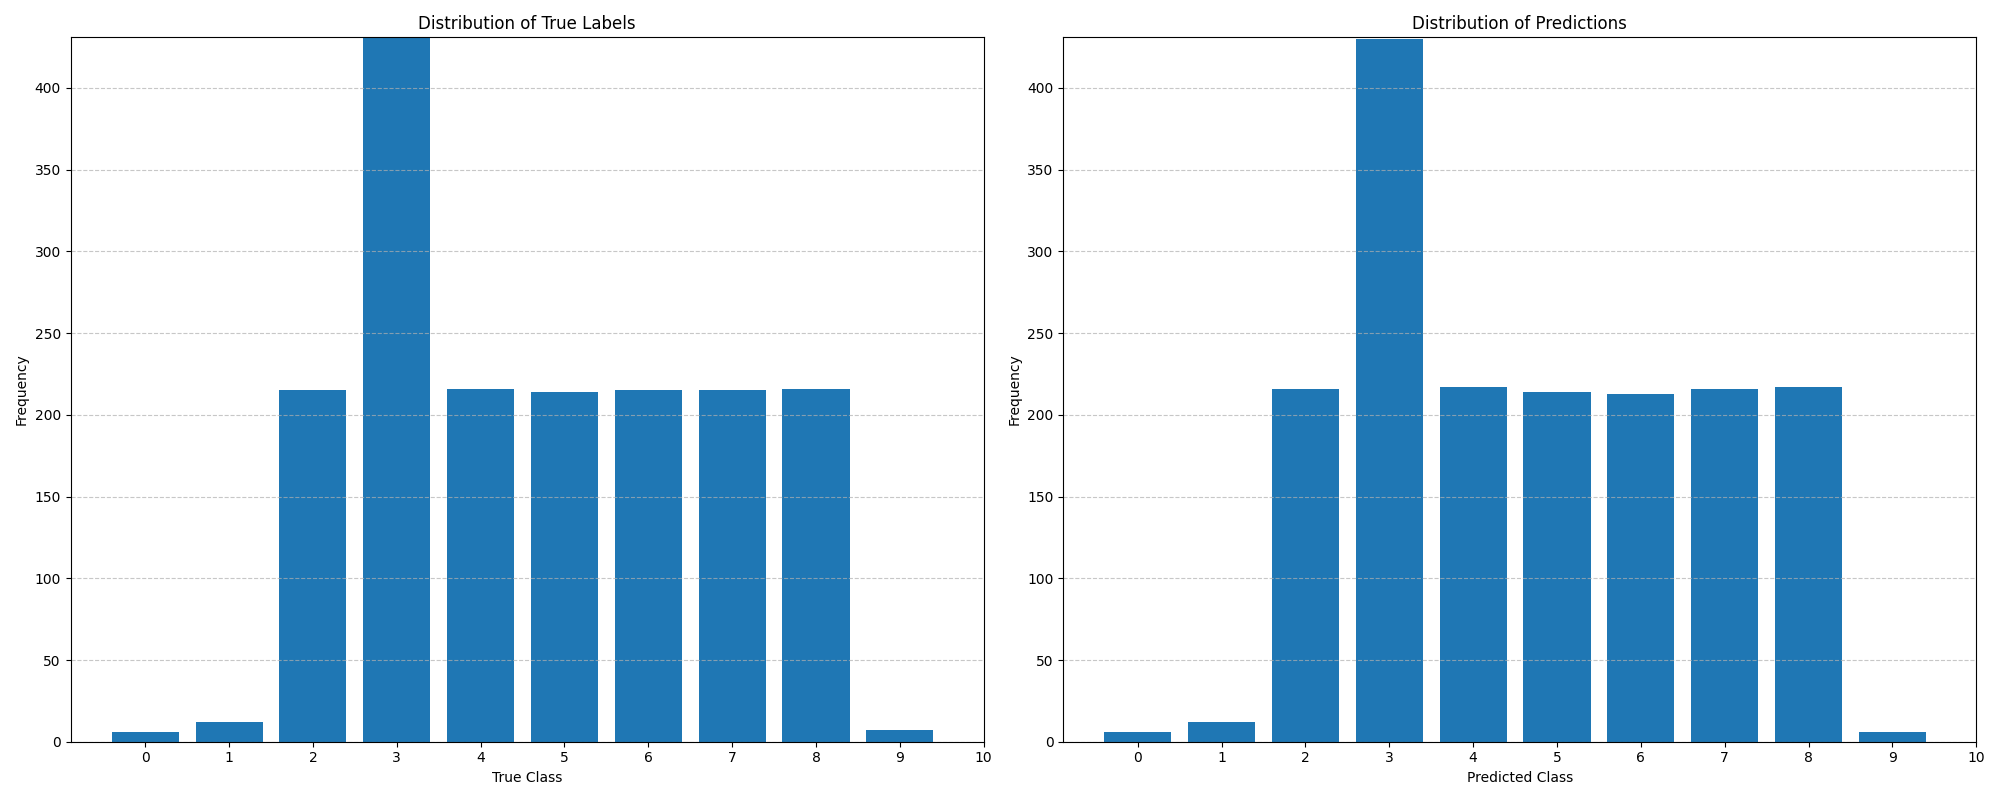 Distribution of True Labels
400
350
300
250
200
150
100
50
0
Frequency
0 1 2 3 4 5 6 7 8 9 10
True Class
Distribution of Predictions
400
350
300
250
200
150
100
50
0
Frequency
0 1 2 3 4 5 6 7 8 9 10
Predicted Class